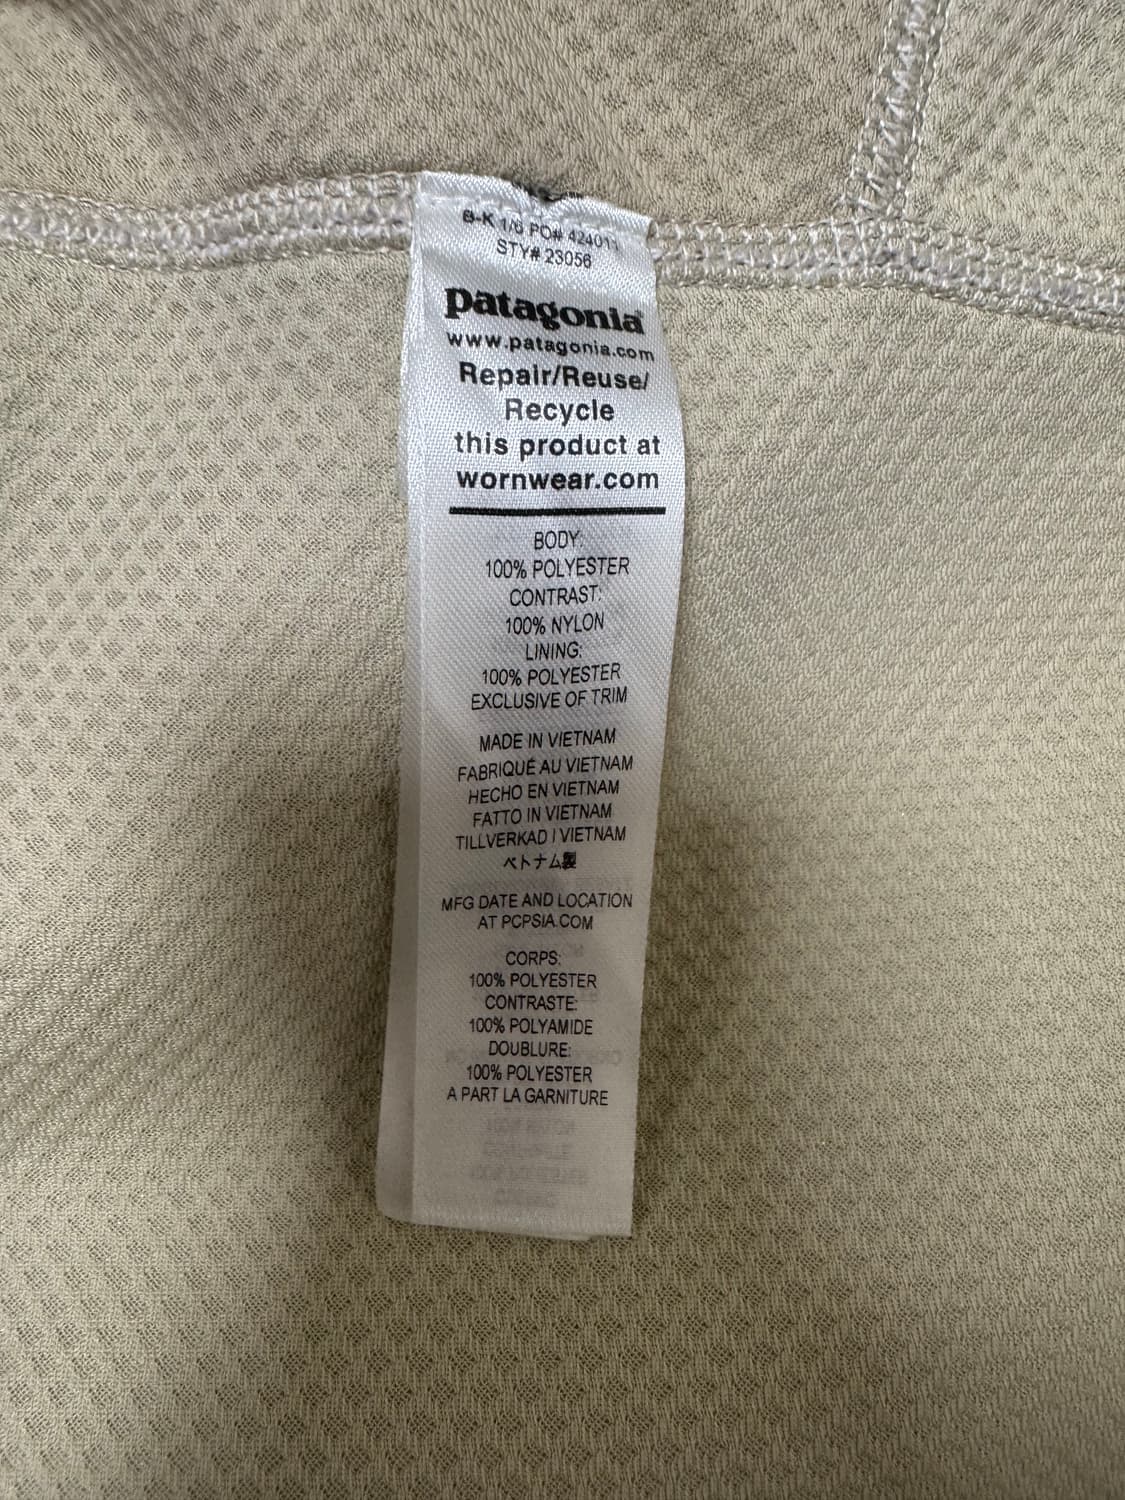 B-K 1/6 PO# 424011
STY# 23056
patagonia®
www.patagonia.com
Repair/Reuse/
Recycle
this product at
wornwear.com
BODY:
100% POLYESTER
CONTRAST:
100% NYLON
LINING:
100% POLYESTER
EXCLUSIVE OF TRIM
MADE IN VIETNAM
FABRIQUÉ AU VIETNAM
HECHO EN VIETNAM
FATTO IN VIETNAM
TILLVERKAD I VIETNAM
ベトナム製
MFG DATE AND LOCATION
AT PCPSIA.COM
CORPS:
100% POLYESTER
CONTRASTE:
100% POLYAMIDE
DOUBLURE:
100% POLYESTER
A PART LA GARNITURE